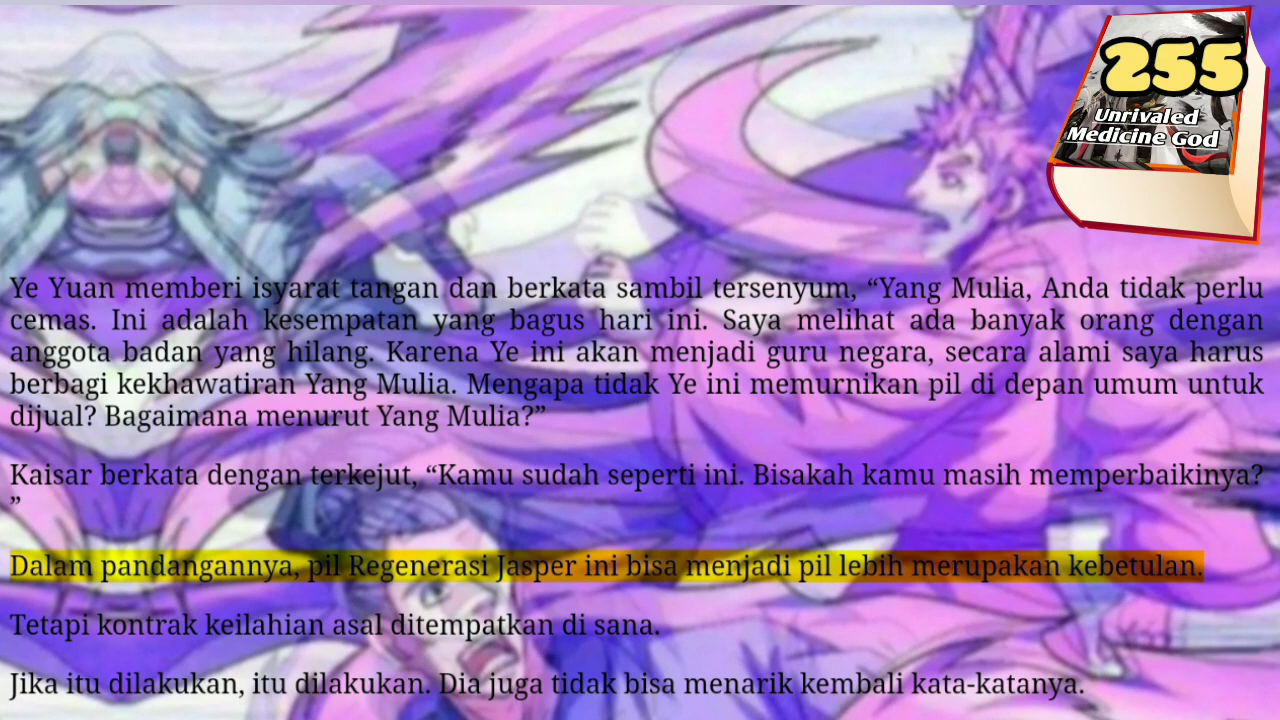 255
Unrivaled
Medicine God
Ye Yuan memberi isyarat tangan dan berkata sambil tersenyum, “Yang Mulia, Anda tidak perlu
cemas. Ini adalah kesempatan yang bagus hari ini. Saya melihat ada banyak orang dengan
anggota badan yang hilang. Karena Ye ini akan menjadi guru negara, secara alami saya harus
berbagi kekhawatiran Yang Mulia. Mengapa tidak Ye ini memurnikan pil di depan umum untuk
dijual? Bagaimana menurut Yang Mulia?”
Kaisar berkata dengan terkejut, “Kamu sudah seperti ini. Bisakah kamu masih memperbaikinya?
”
Dalam pandangannya, pil Regenerasi Jasper ini bisa menjadi pil lebih merupakan kebetulan.
Tetapi kontrak keilahian asal ditempatkan di sana.
Jika itu dilakukan, itu dilakukan. Dia juga tidak bisa menarik kembali kata-katanya.